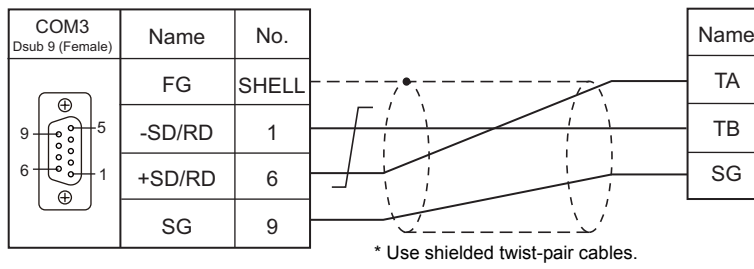 COM3
Dsub 9 (Female)
Name
No.
Name
FG
SHELL
TA
-SD/RD
1
TB
+SD/RD
6
SG
SG
9
9
5
6
1
* Use shielded twist-pair cables.